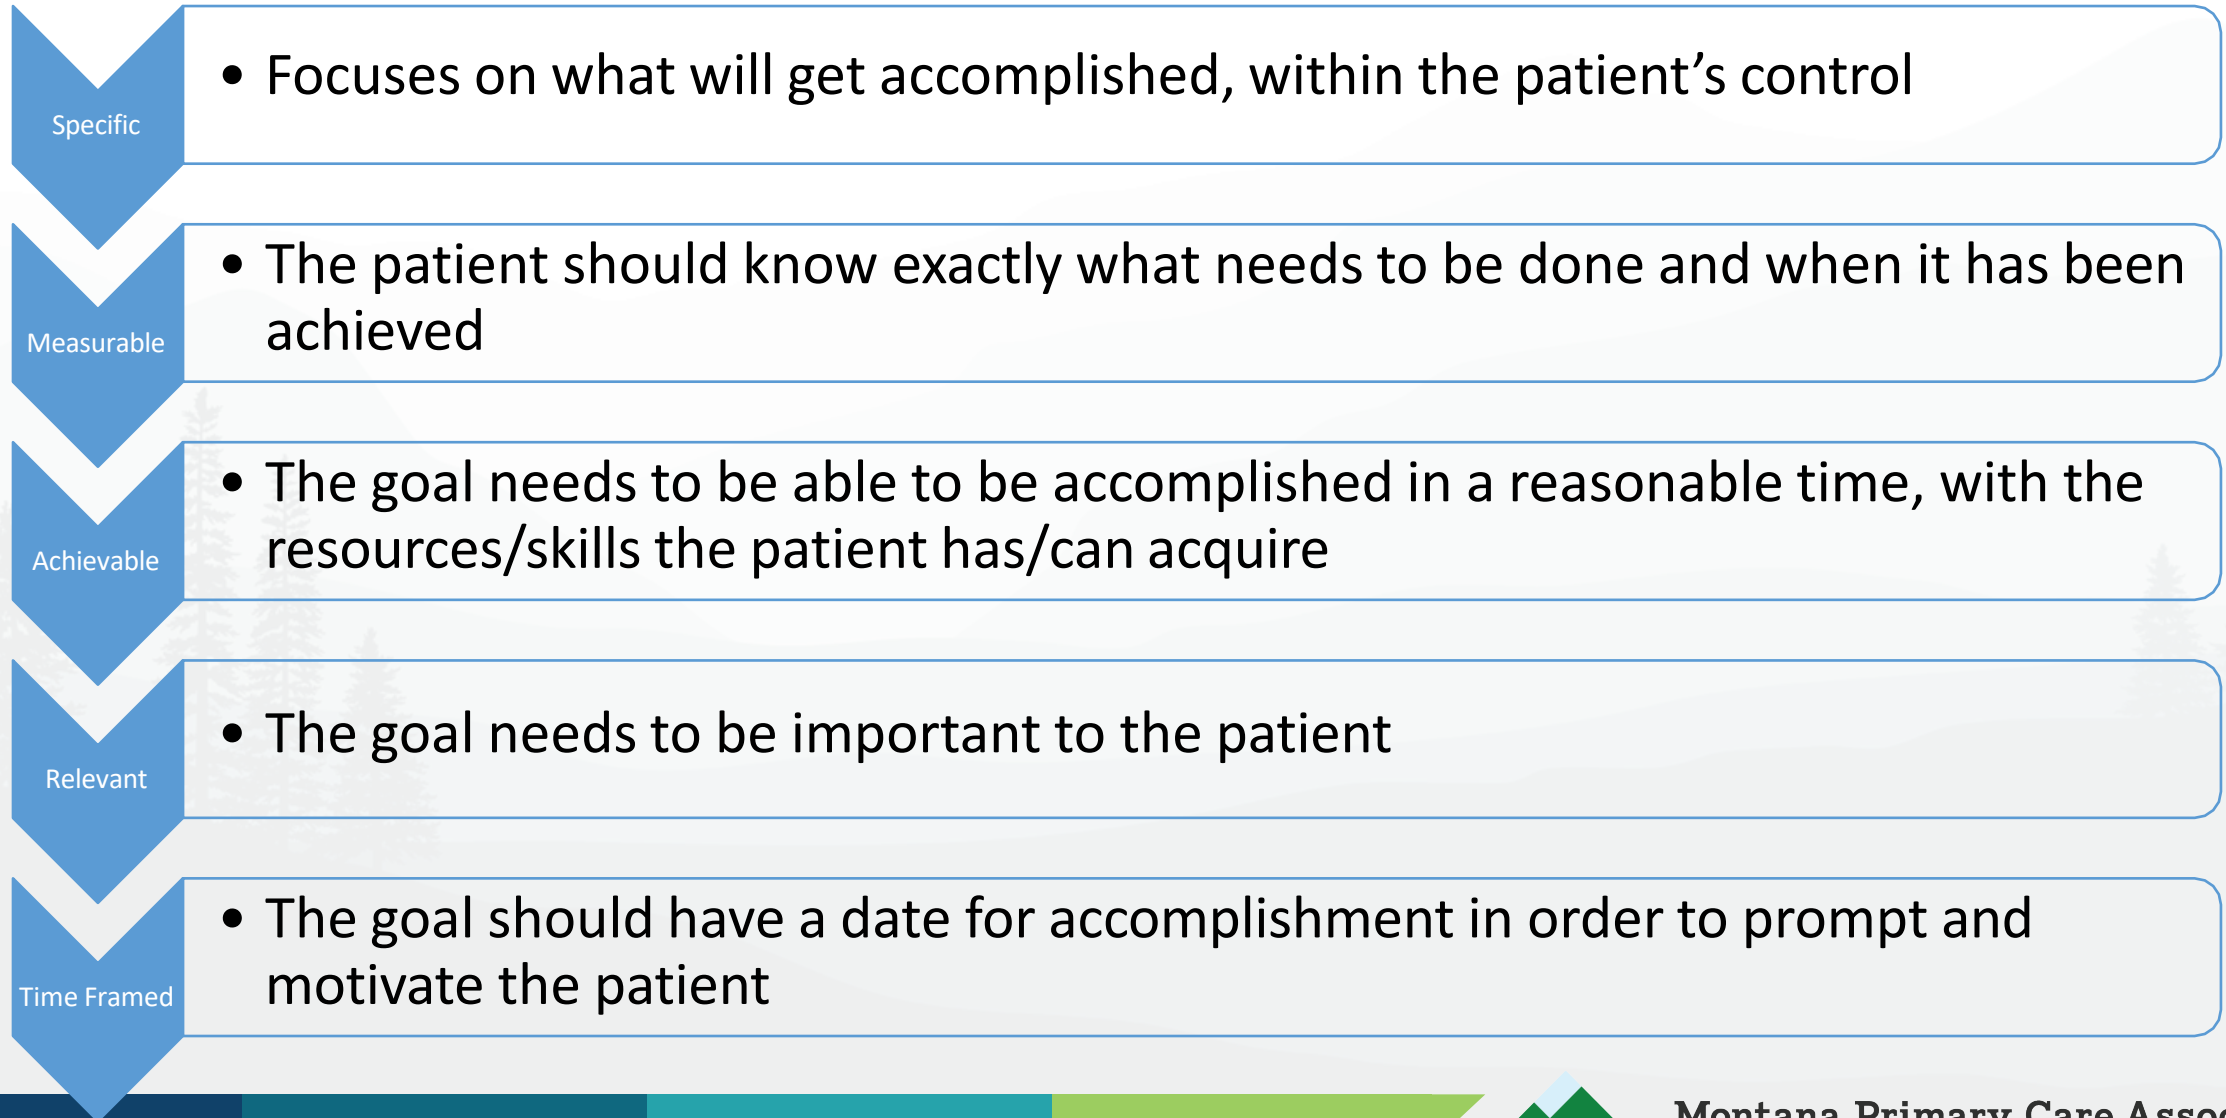 Specific
• Focuses on what will get accomplished, within the patient’s control
Measurable
• The patient should know exactly what needs to be done and when it has been
achieved
Achievable
• The goal needs to be able to be accomplished in a reasonable time, with the
resources/skills the patient has/can acquire
Relevant
• The goal needs to be important to the patient
Time Framed
• The goal should have a date for accomplishment in order to prompt and
motivate the patient
Montana Primary Care